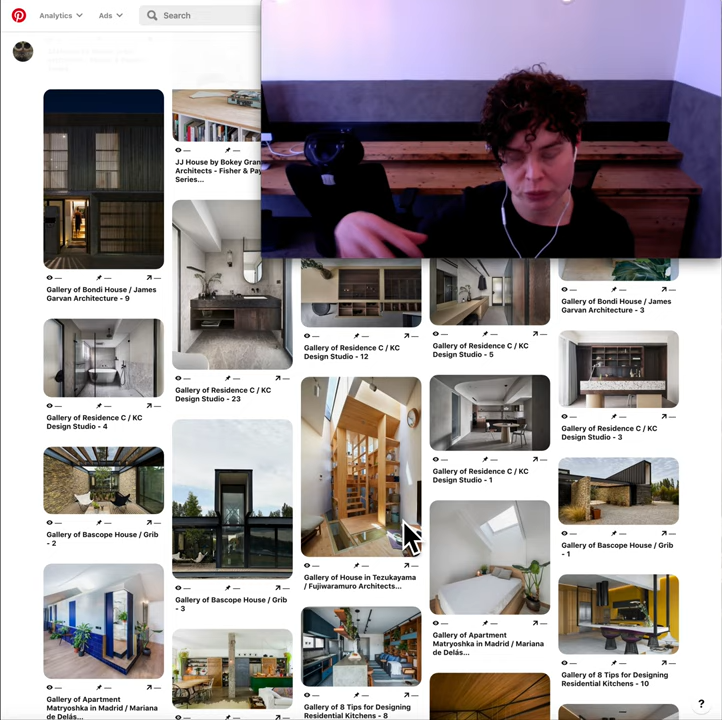 Analytics
Ads
Search
Gallery of Bondi House / James
Garvan Architecture - 9
Gallery of Residence C / KC
Design Studio - 4
Gallery of Bascope House / Grib
- 2
Gallery of Apartment
Matryoshka in Madrid / Mariana
de Delás...
JJ House by Bokey Gran
Architects - Fisher & Pay
Series...
Gallery of Residence C / KC
Design Studio - 23
Gallery of Bascope House / Grib
- 3
Gallery of Residence C / KC
Design Studio - 12
Gallery of House in Tezukayama
/ Fujiwaramuro Architects...
Gallery of 8 Tips for Designing
Residential Kitchens - 8
Gallery of Residence C / KC
Design Studio - 5
Gallery of Residence C / KC
Design Studio - 1
Gallery of Apartment
Matryoshka in Madrid / Mariana
de Delás...
Gallery of Bondi House / James
Garvan Architecture - 3
Gallery of Residence C / KC
Design Studio - 3
Gallery of Bascope House / Grib
- 1
Gallery of 8 Tips for Designing
Residential Kitchens - 10
?